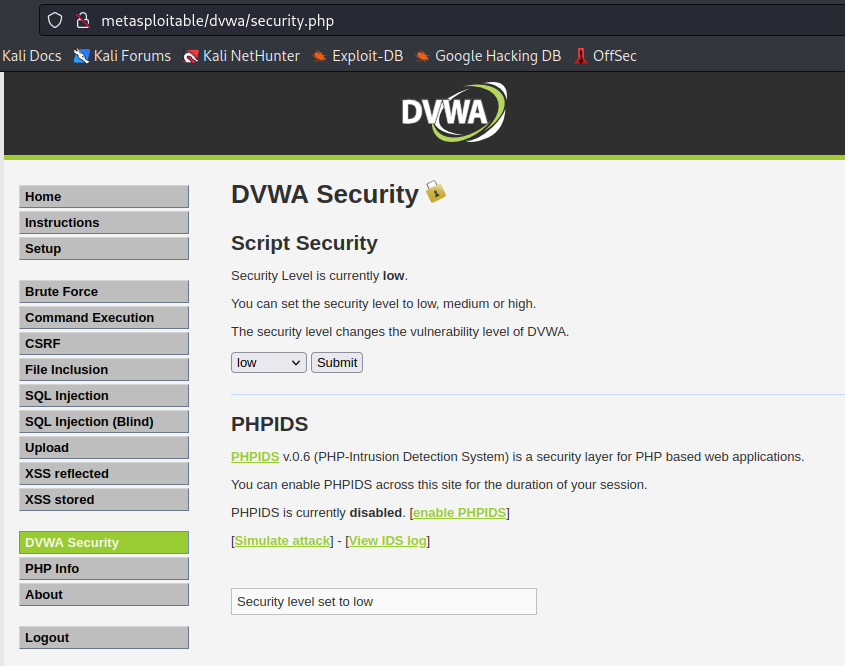 metasploitable/dvwa/security.php
Kali Docs Kali Forums Kali NetHunter Exploit-DB Google Hacking DB OffSec
DVWA
Home
Instructions
Setup
Brute Force
Command Execution
CSRF
File Inclusion
SQL Injection
SQL Injection (Blind)
Upload
XSS reflected
XSS stored
DVWA Security
PHP Info
About
Logout
DVWA Security
Script Security
Security Level is currently low.
You can set the security level to low, medium or high.
The security level changes the vulnerability level of DVWA.
low Submit
PHPIDS
PHPIDS v.0.6 (PHP-Intrusion Detection System) is a security layer for PHP based web applications.
You can enable PHPIDS across this site for the duration of your session.
PHPIDS is currently disabled. [enable PHPIDS]
[Simulate attack] - [View IDS log]
Security level set to low